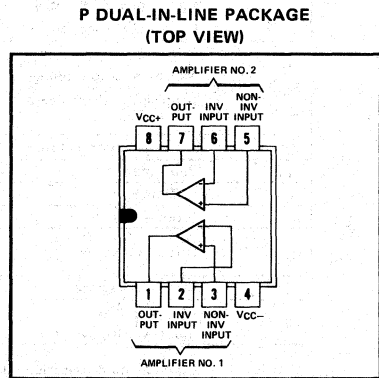 P DUAL-IN-LINE PACKAGE
(TOP VIEW)
AMPLIFIER NO. 2
VCC+
OUT-
PUT
INV
INPUT
NON-
INV
INPUT
8 7 6 5
-
+
-
+
1 2 3 4
OUT-
PUT
INV
INPUT
NON-
INV
INPUT
VCC–
AMPLIFIER NO. 1